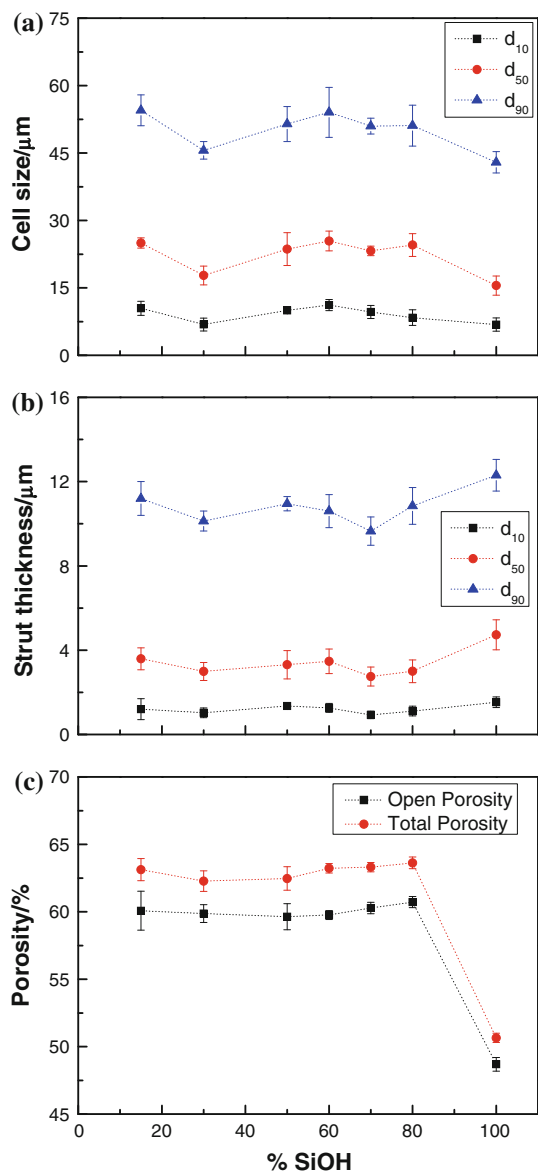 (a)
75
60
45
30
15
0
Cell size/μm
d10
d50
d90
(b)
16
12
8
4
0
Strut thickness/μm
d10
d50
d90
(c)
70
65
60
55
50
45
Porosity/%
Open Porosity
Total Porosity
0 20 40 60 80 100
% SiOH